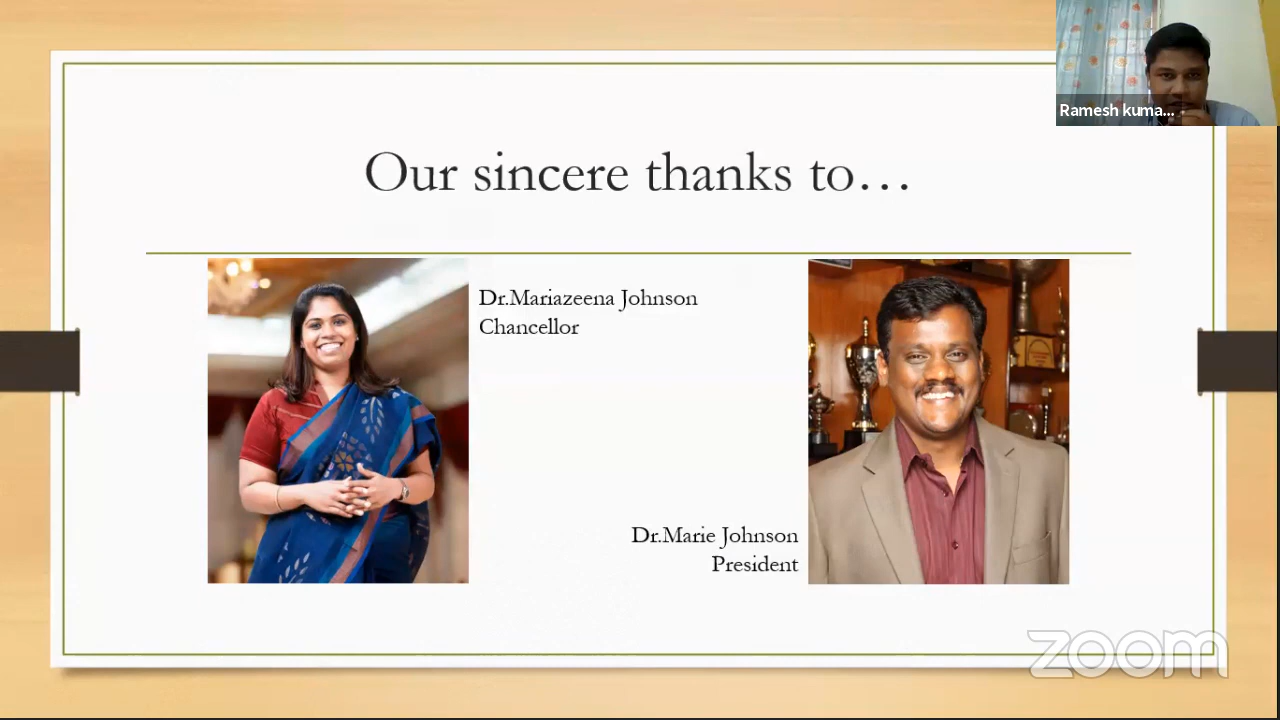 Ramesh kuma...
Our sincere thanks to...
Dr.Mariazeena Johnson
Chancellor
Dr.Marie Johnson
President
zoom